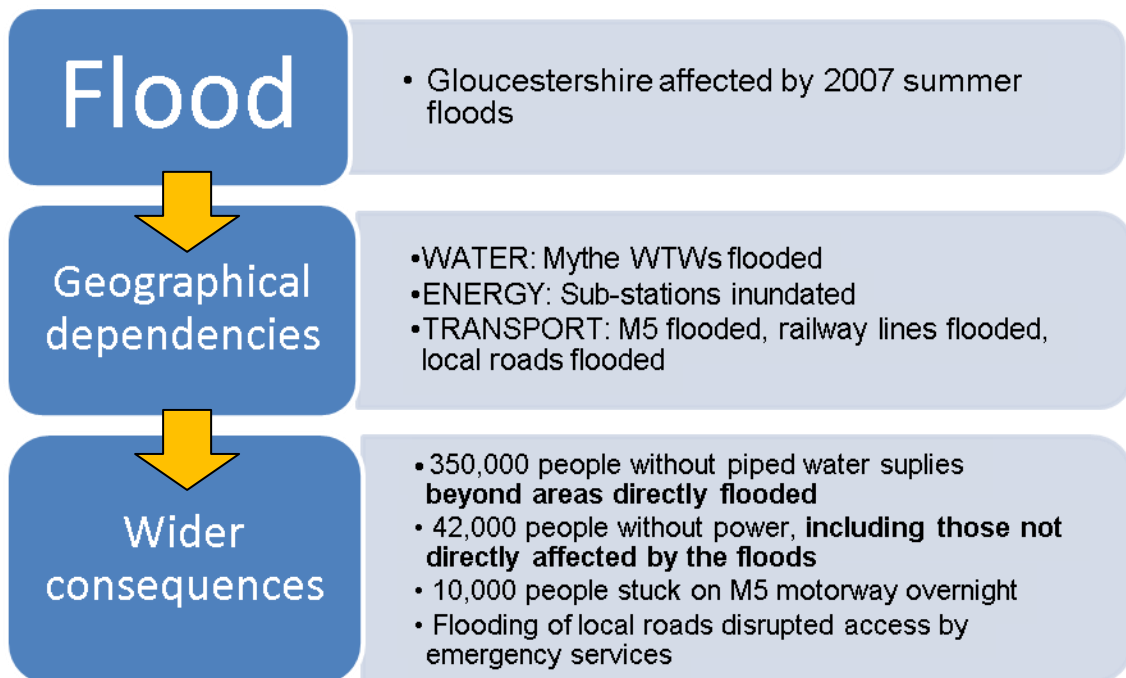 Flood
• Gloucestershire affected by 2007 summer
floods
Geographical
dependencies
•WATER: Mythe WTWs flooded
•ENERGY: Sub-stations inundated
•TRANSPORT: M5 flooded, railway lines flooded,
local roads flooded
Wider
consequences
• 350,000 people without piped water suplies
beyond areas directly flooded
• 42,000 people without power, including those not
directly affected by the floods
• 10,000 people stuck on M5 motorway overnight
• Flooding of local roads disrupted access by
emergency services